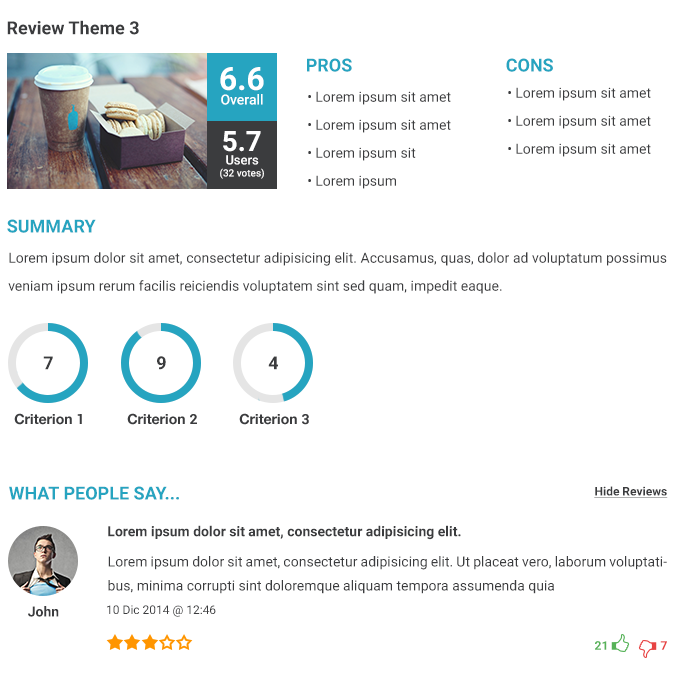 Review Theme 3
6.6
Overall
5.7
Users
(32 votes)
PROS
• Lorem ipsum sit amet
• Lorem ipsum sit amet
• Lorem ipsum sit
• Lorem ipsum
CONS
• Lorem ipsum sit amet
• Lorem ipsum sit amet
• Lorem ipsum sit amet
SUMMARY
Lorem ipsum dolor sit amet, consectetur adipisicing elit. Accusamus, quas, dolor ad voluptatum possimus
veniam ipsum rerum facilis reiciendis voluptatem sint sed quam, impedit eaque.
7
9
4
Criterion 1
Criterion 2
Criterion 3
WHAT PEOPLE SAY...
Hide Reviews
Lorem ipsum dolor sit amet, consectetur adipisicing elit.
Lorem ipsum dolor sit amet, consectetur adipisicing elit. Ut placeat vero, laborum voluptati-
bus, minima corrupti sint doloremque aliquam tempora assumenda quia
John
10 Dic 2014 @ 12:46
21
7